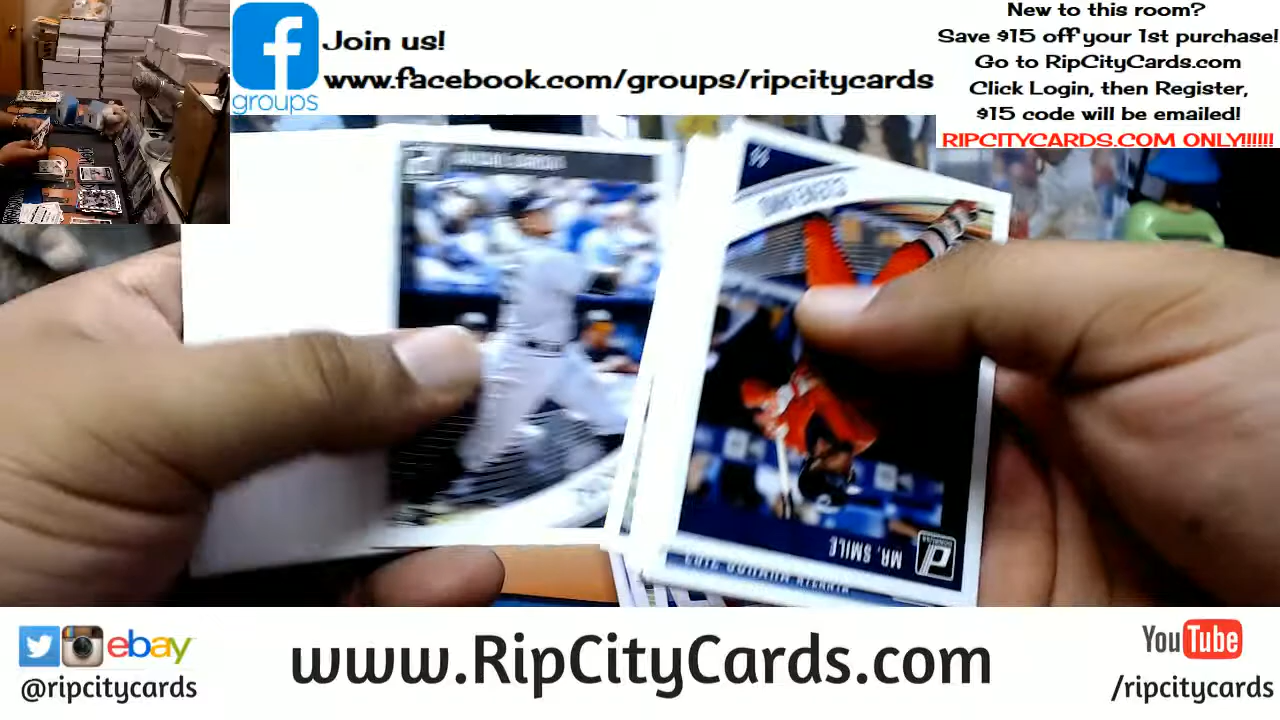 Join us!
www.facebook.com/groups/ripcitycards
groups
New to this room?
Save $15 off your 1st purchase!
Go to RipCityCards.com
Click Login, then Register,
$15 code will be emailed!
RIPCITYCARDS.COM ONLY!!!!!!
MR. SMILE
ebay
@ripcitycards
www.RipCityCards.com
YouTube
/ripcitycards